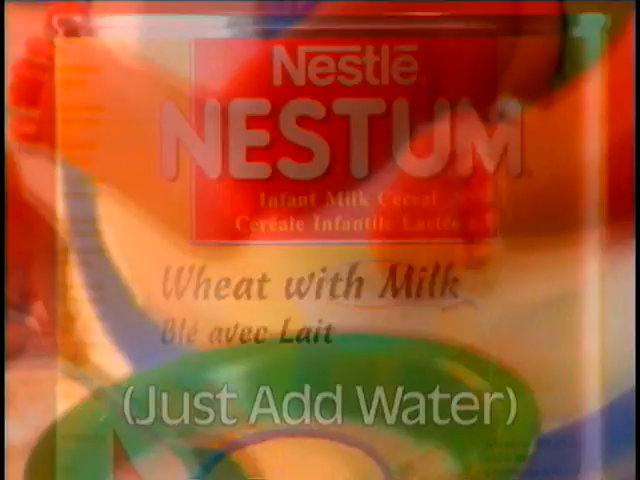 Nestlé
NESTUM
Infant Milk Cereal
Céréale Infantile Lactée
Wheat with Milk
Blé avec Lait
(Just Add Water)